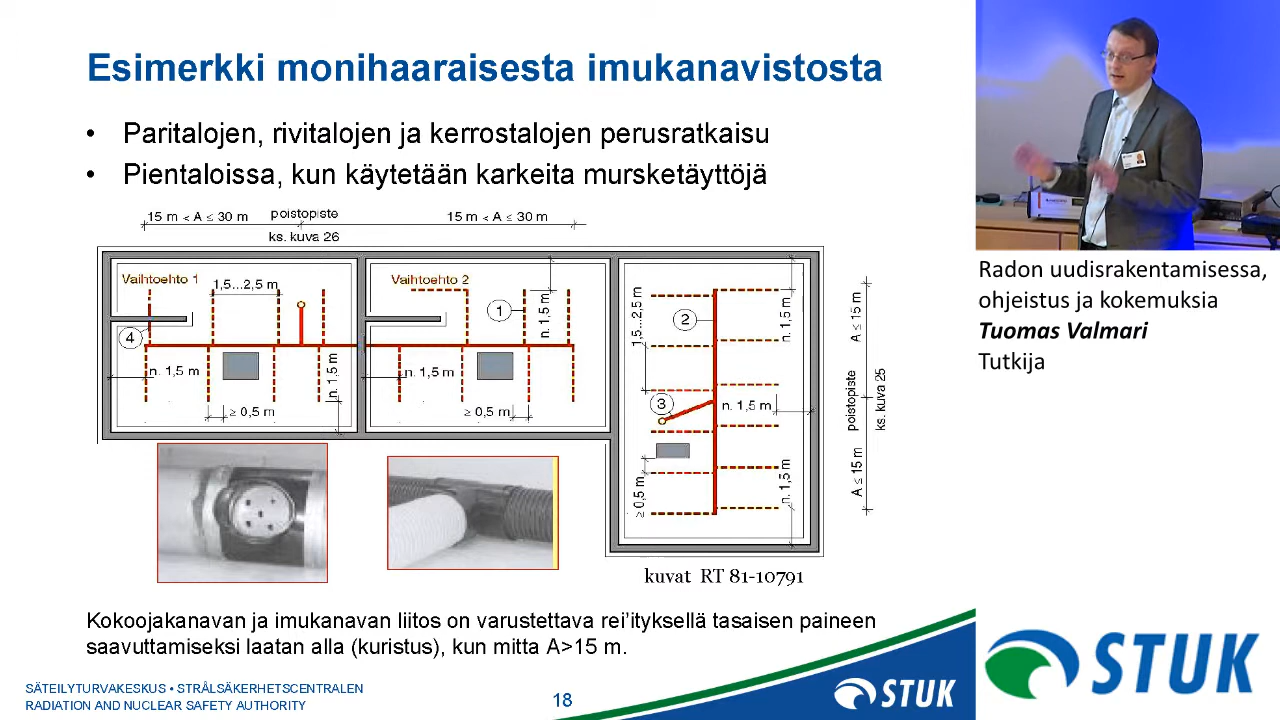 Esimerkki monihaaraisesta imukanavistosta
• Paritalojen, rivitalojen ja kerrostalojen perusratkaisu
• Pientaloissa, kun käytetään karkeita mursketäyttöjä
15 m < A ≤ 30 m
poistopiste
15 m < A ≤ 30 m
ks. kuva 26
Vaihtoehto 1
1,5...2,5 m
Vaihtoehto 2
1
n. 1,5 m
4
n. 1,5 m
n. 1,5 m
n. 1,5 m
≥ 0,5 m
≥ 0,5 m
1,5...2,5 m
2
n. 1,5 m
3
n. 1,5 m
≥ 0,5 m
n. 1,5 m
A ≤ 15 m
poistopiste
ks. kuva 25
A ≤ 15 m
kuvat RT 81-10791
Kokoojakanavan ja imukanavan liitos on varustettava rei’ityksellä tasaisen paineen
saavuttamiseksi laatan alla (kuristus), kun mitta A>15 m.
SÄTEILYTURVAKESKUS • STRÅLSÄKERHETSCENTRALEN
RADIATION AND NUCLEAR SAFETY AUTHORITY
18
STUK
Radon uudisrakentamisessa,
ohjeistus ja kokemuksia
Tuomas Valmari
Tutkija
STUK